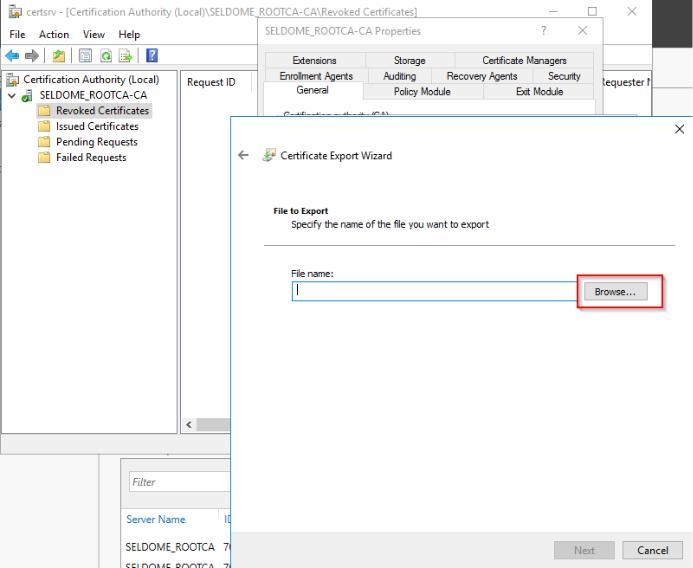 certsrv - [Certification Authority (Local)\SELDOME_ROOTCA-CA\Revoked Certificates]
File Action View Help
Certification Authority (Local)
SELDOME_ROOTCA-CA
Revoked Certificates
Issued Certificates
Pending Requests
Failed Requests
Request ID
SELDOME_ROOTCA-CA Properties
Extensions Storage Certificate Managers
Enrollment Agents Auditing Recovery Agents Security
General Policy Module Exit Module
Certification authority (CA)
Requester N
Certificate Export Wizard
File to Export
Specify the name of the file you want to export
File name:
Browse...
Next Cancel
Filter
Server Name
SELDOME_ROOTCA
SELDOME_ROOTCA